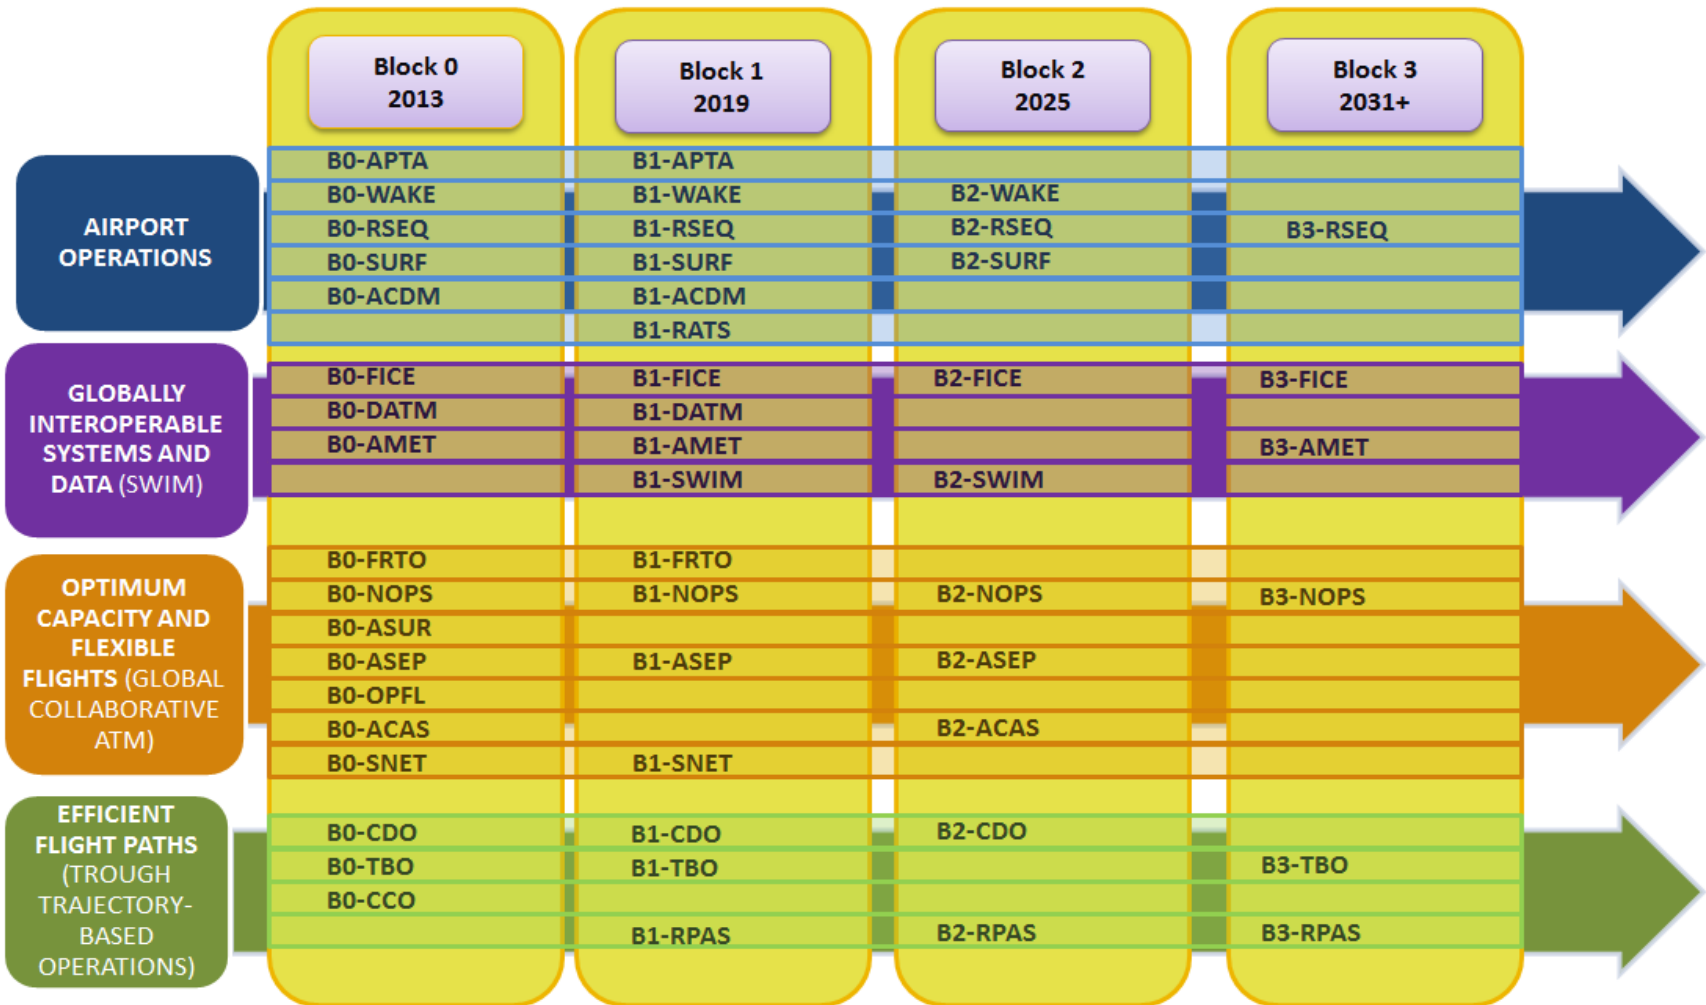 Block 0
2013
Block 1
2019
Block 2
2025
Block 3
2031+
AIRPORT
OPERATIONS
B0-APTA B1-APTA
B0-WAKE B1-WAKE B2-WAKE
B0-RSEQ B1-RSEQ B2-RSEQ B3-RSEQ
B0-SURF B1-SURF B2-SURF
B0-ACDM B1-ACDM
B1-RATS
GLOBALLY
INTEROPERABLE
SYSTEMS AND
DATA (SWIM)
B0-FICE B1-FICE B2-FICE B3-FICE
B0-DATM B1-DATM
B0-AMET B1-AMET B3-AMET
B1-SWIM B2-SWIM
OPTIMUM
CAPACITY AND
FLEXIBLE
FLIGHTS (GLOBAL
COLLABORATIVE
ATM)
B0-FRTO B1-FRTO
B0-NOPS B1-NOPS B2-NOPS B3-NOPS
B0-ASUR
B0-ASEP B1-ASEP B2-ASEP
B0-OPFL
B0-ACAS B2-ACAS
B0-SNET B1-SNET
EFFICIENT
FLIGHT PATHS
(TROUGH
TRAJECTORY-
BASED
OPERATIONS)
B0-CDO B1-CDO B2-CDO
B0-TBO B1-TBO B3-TBO
B0-CCO
B1-RPAS B2-RPAS B3-RPAS